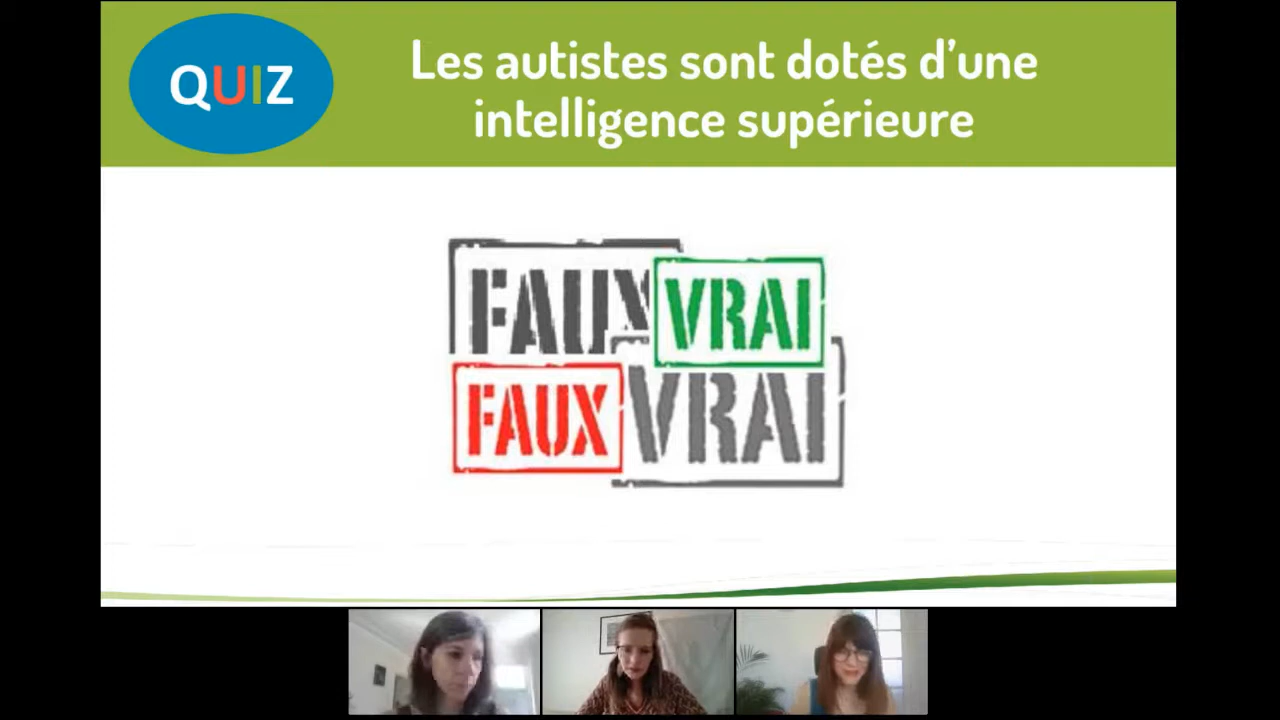 QUIZ
Les autistes sont dotés d'une
intelligence supérieure
FAUX
VRAI
FAUX
VRAI